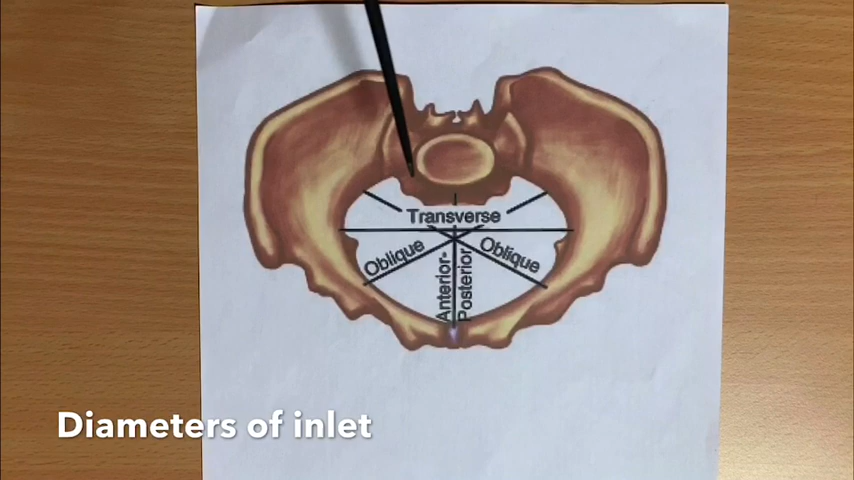 Transverse
Oblique
Oblique
Anterior-
Posterior
Diameters of inlet